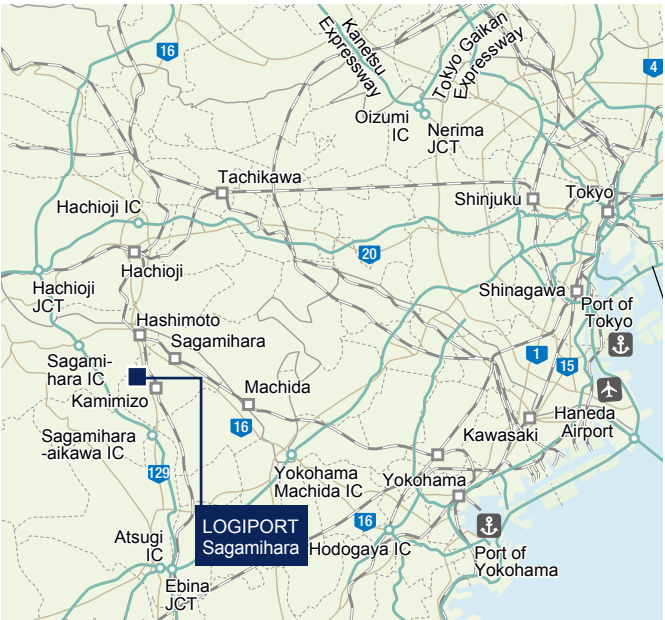 Kanetsu
Expressway
Tokyo Gaikan
Expressway
16
4
Oizumi
IC
Nerima
JCT
Tachikawa
Shinjuku
Tokyo
Hachioji IC
20
Hachioji
Hachioji
JCT
Shinagawa
Port of
Tokyo
Hashimoto
Sagamihara
1
15
Sagami-
hara IC
Kamimizo
Machida
16
Haneda
Airport
Kawasaki
Sagamihara
-aikawa IC
129
Yokohama
Machida IC
Yokohama
LOGIPORT
Sagamihara
16
Hodogaya IC
Atsugi
IC
Port of
Yokohama
Ebina
JCT